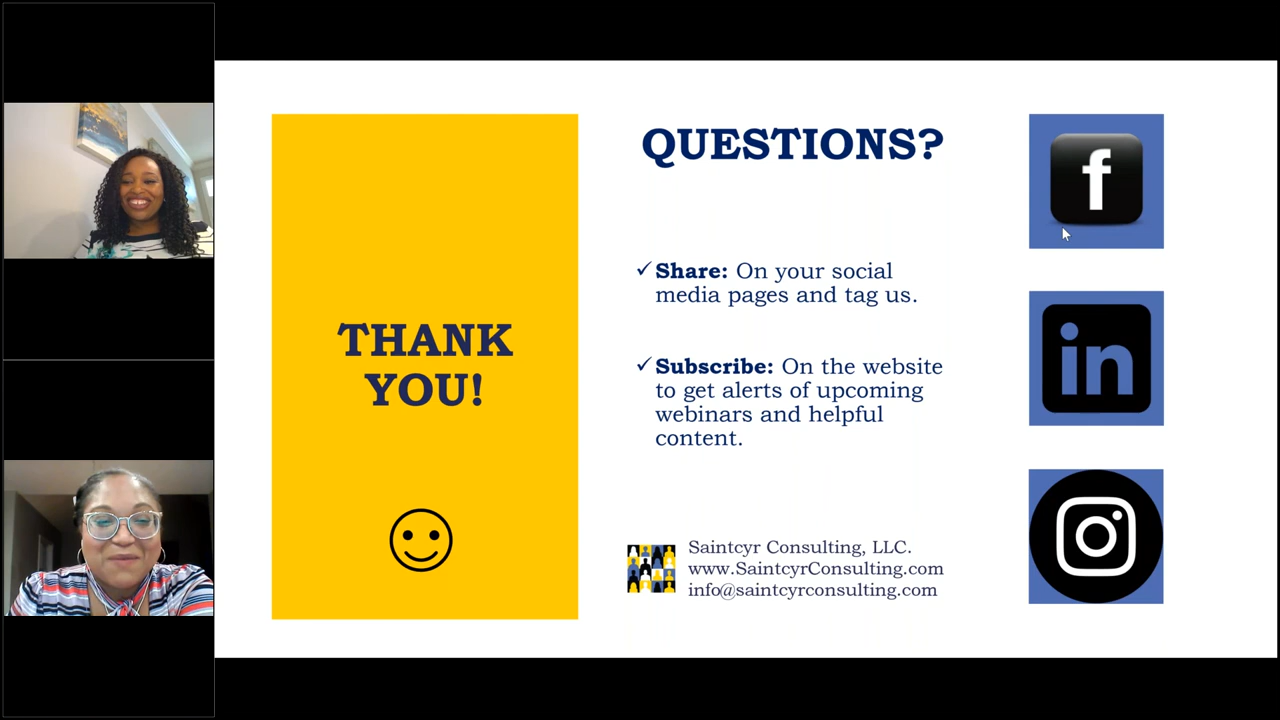 THANK
YOU!
QUESTIONS?
✓Share: On your social
media pages and tag us.
✓Subscribe: On the website
to get alerts of upcoming
webinars and helpful
content.
Saintcyr Consulting, LLC.
www.SaintcyrConsulting.com
info@saintcyrconsulting.com
f
in